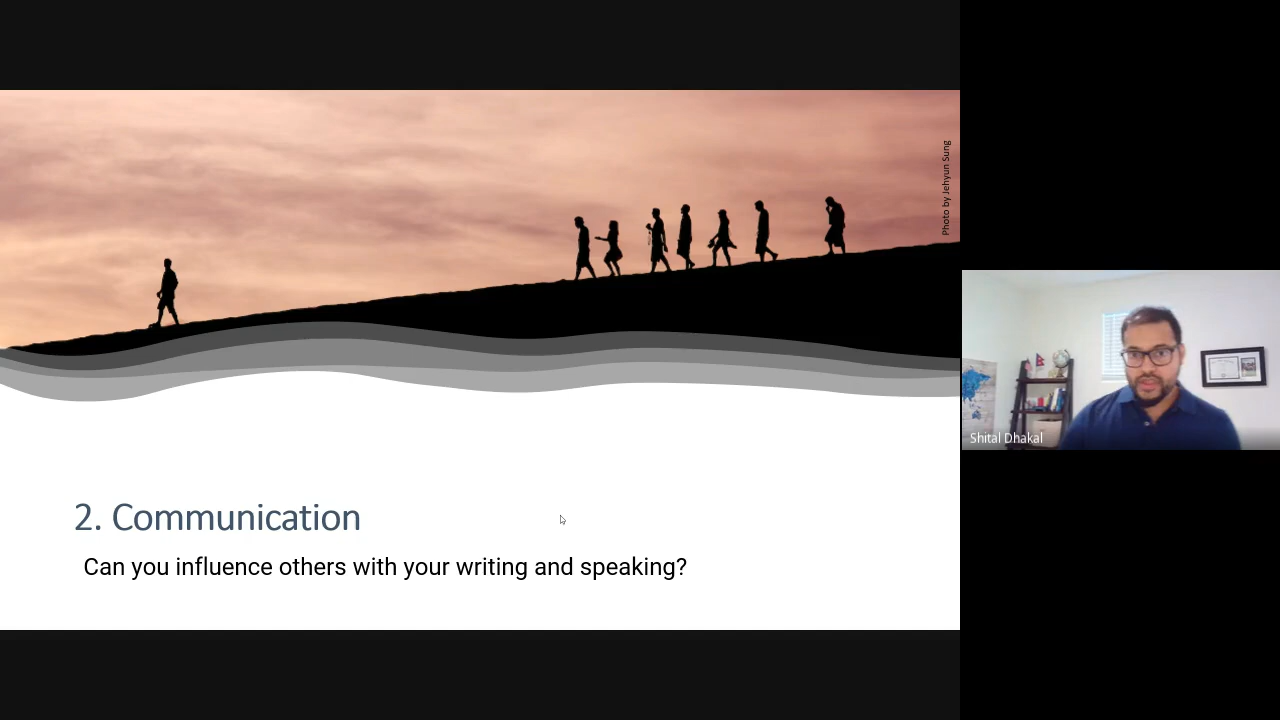 Photo by Jehyun Sung
2. Communication
Can you influence others with your writing and speaking?
Shital Dhakal